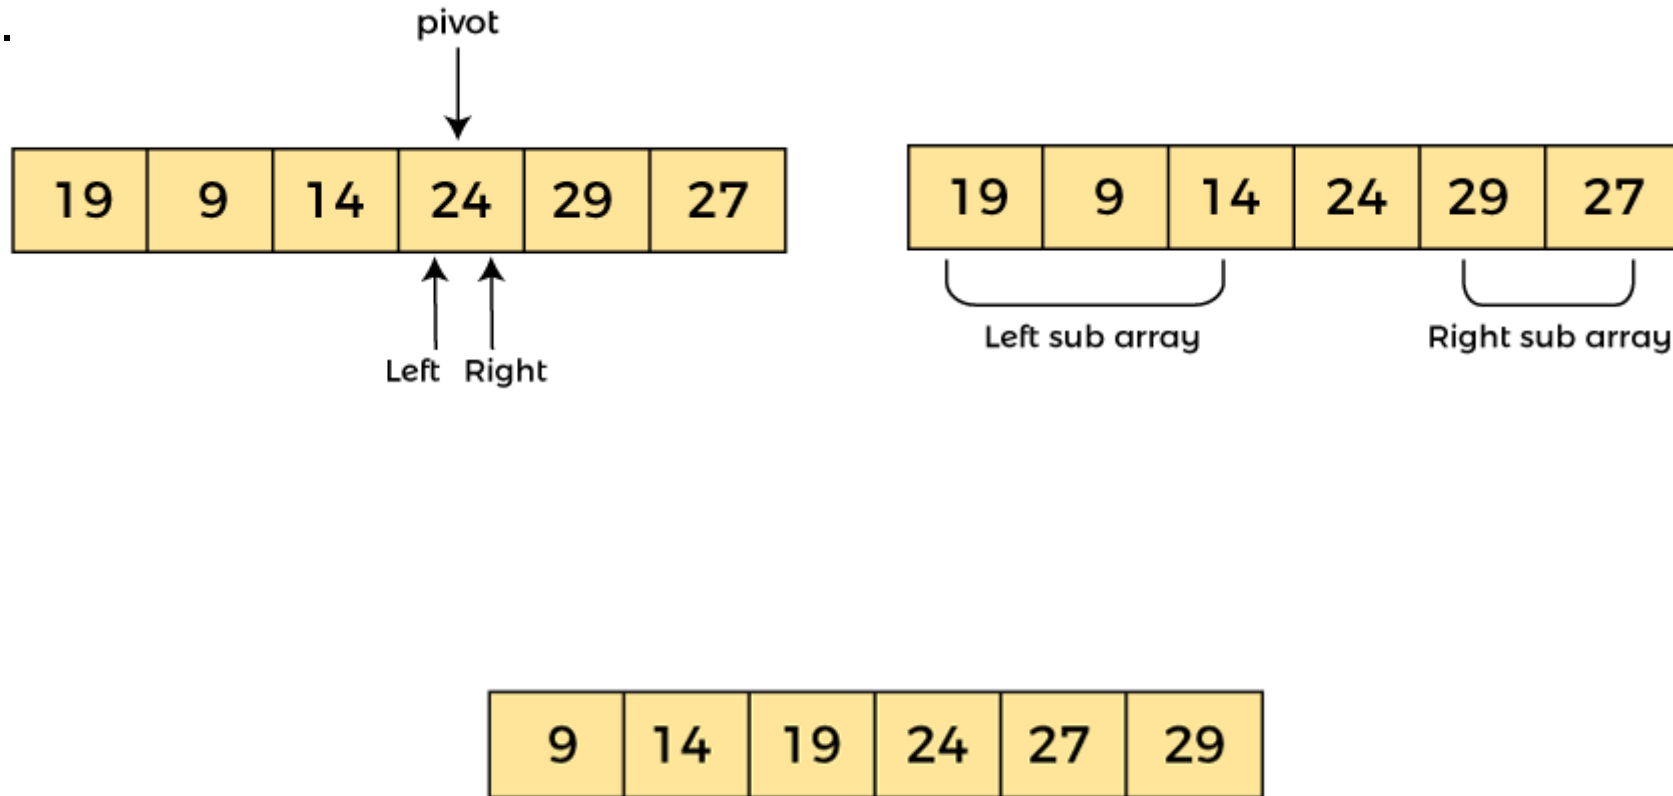 .
pivot
19 9 14 24 29 27
Left Right
19 9 14 24 29 27
Left sub array Right sub array
9 14 19 24 27 29